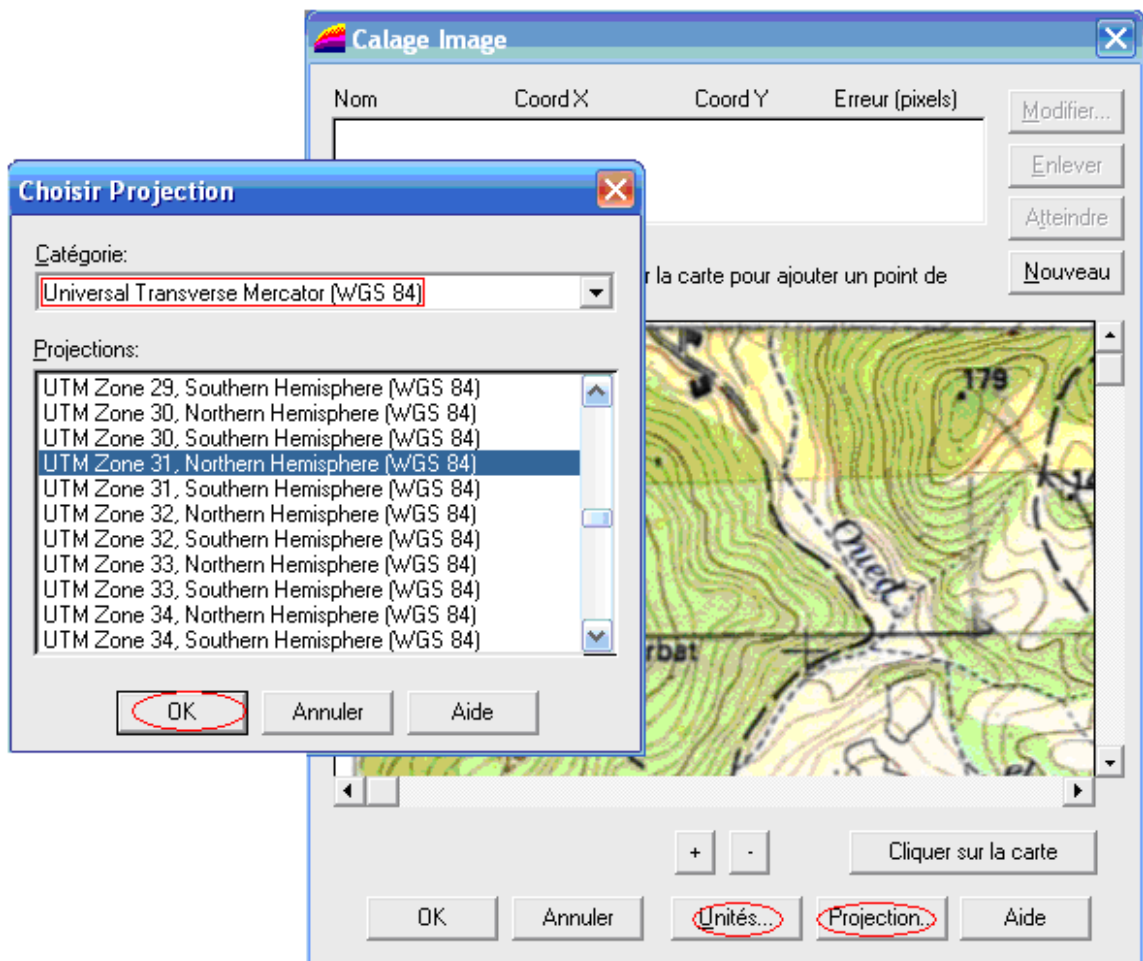 Calage Image
Nom Coord X Coord Y Erreur (pixels)
Modifier...
Enlever
Atteindre
Nouveau
r la carte pour ajouter un point de
Choisir Projection
Catégorie:
Universal Transverse Mercator (WGS 84)
Projections:
UTM Zone 29, Southern Hemisphere (WGS 84)
UTM Zone 30, Northern Hemisphere (WGS 84)
UTM Zone 30, Southern Hemisphere (WGS 84)
UTM Zone 31, Northern Hemisphere (WGS 84)
UTM Zone 31, Southern Hemisphere (WGS 84)
UTM Zone 32, Northern Hemisphere (WGS 84)
UTM Zone 32, Southern Hemisphere (WGS 84)
UTM Zone 33, Northern Hemisphere (WGS 84)
UTM Zone 33, Southern Hemisphere (WGS 84)
UTM Zone 34, Northern Hemisphere (WGS 84)
UTM Zone 34, Southern Hemisphere (WGS 84)
OK Annuler Aide
179
14
Oued
rbat
el
+ - Cliquer sur la carte
OK Annuler Unités... Projection... Aide